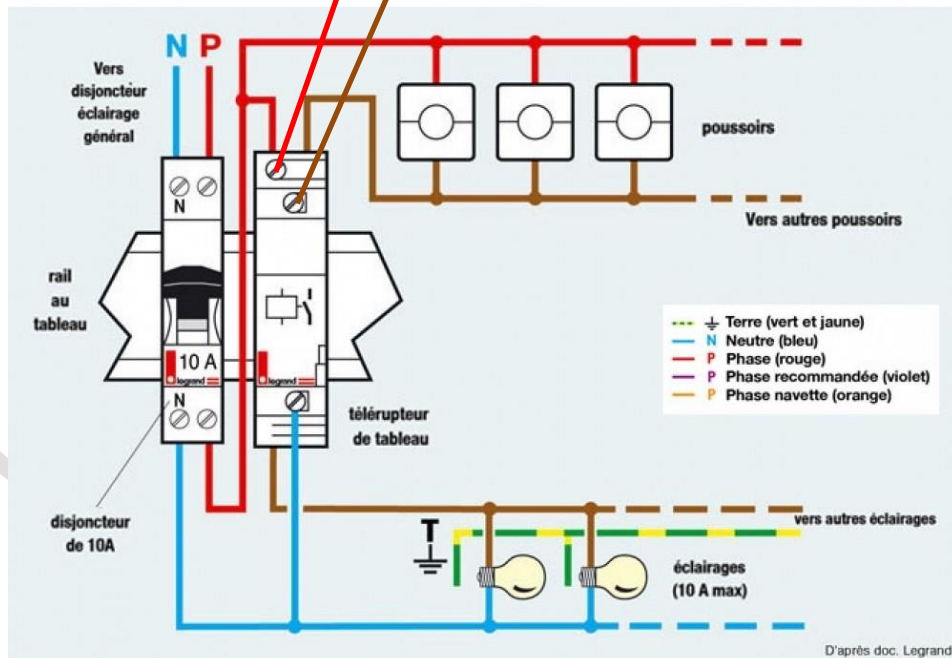 N P
Vers
disjoncteur
éclairage
général
poussoirs
Vers autres poussoirs
N
rail
au
tableau
10 A
legrand
legrand
N
télérupteur
de tableau
Terre (vert et jaune)
N Neutre (bleu)
P Phase (rouge)
P Phase recommandée (violet)
P Phase navette (orange)
disjoncteur
de 10A
T
vers autres éclairages
éclairages
(10 A max)
D'après doc. Legrand